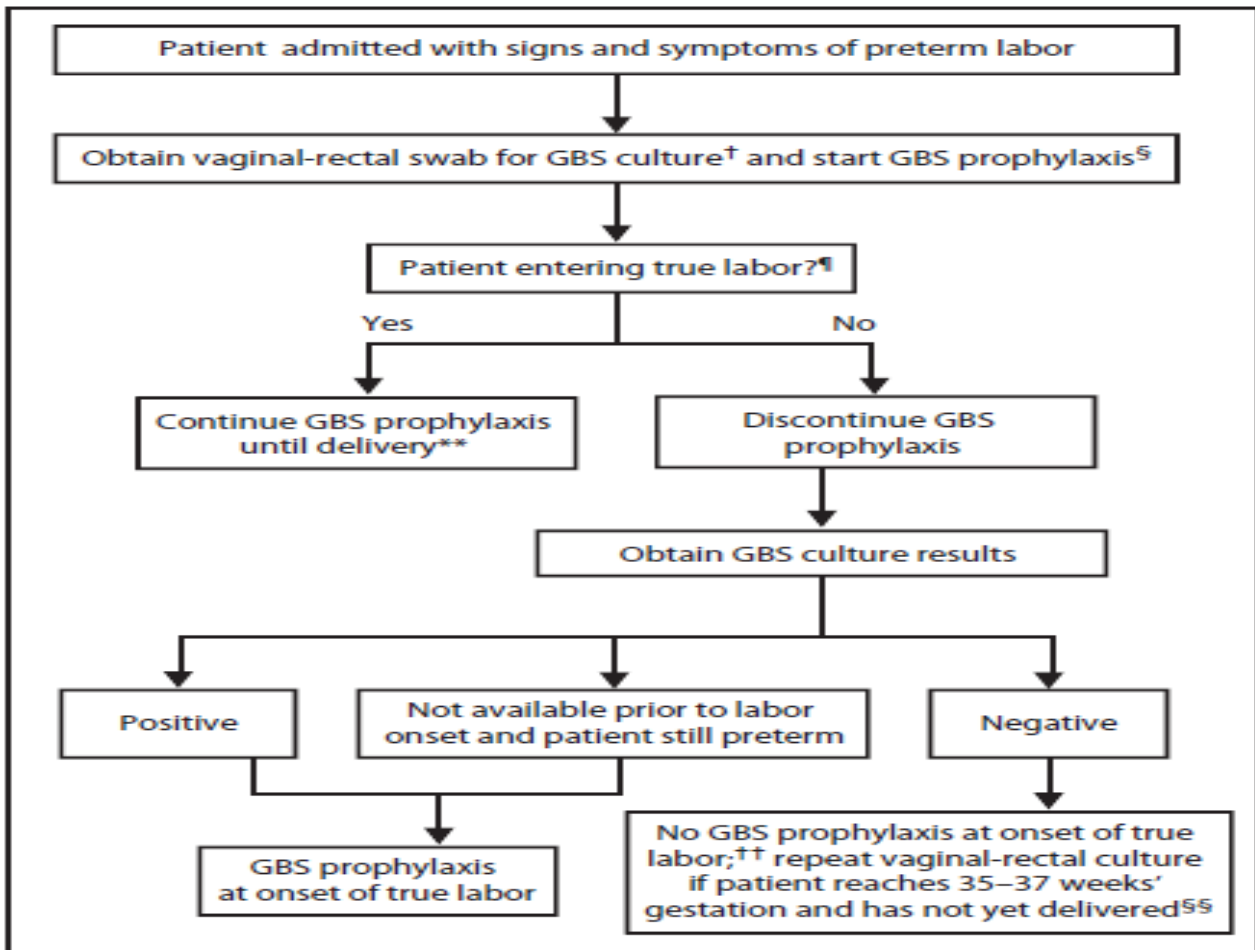 Patient admitted with signs and symptoms of preterm labor
Obtain vaginal-rectal swab for GBS culture† and start GBS prophylaxis§
Patient entering true labor?¶
Yes
No
Continue GBS prophylaxis
until delivery**
Discontinue GBS
prophylaxis
Obtain GBS culture results
Positive
Not available prior to labor
onset and patient still preterm
Negative
GBS prophylaxis
at onset of true labor
No GBS prophylaxis at onset of true
labor;†† repeat vaginal-rectal culture
if patient reaches 35–37 weeks’
gestation and has not yet delivered§§